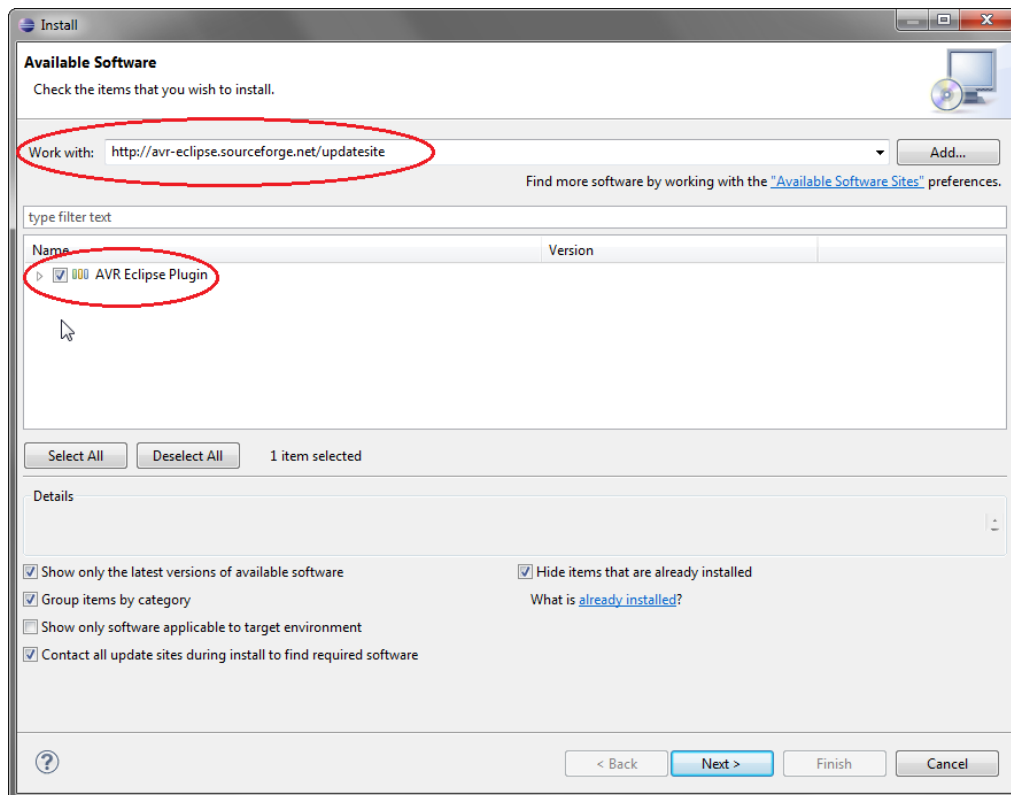 Install
Available Software
Check the items that you wish to install.
Work with: http://avr-eclipse.sourceforge.net/updatesite Add...
Find more software by working with the "Available Software Sites" preferences.
type filter text
Name Version
AVR Eclipse Plugin
Select All Deselect All 1 item selected
Details
Show only the latest versions of available software Hide items that are already installed
Group items by category What is already installed?
Show only software applicable to target environment
Contact all update sites during install to find required software
? < Back Next > Finish Cancel